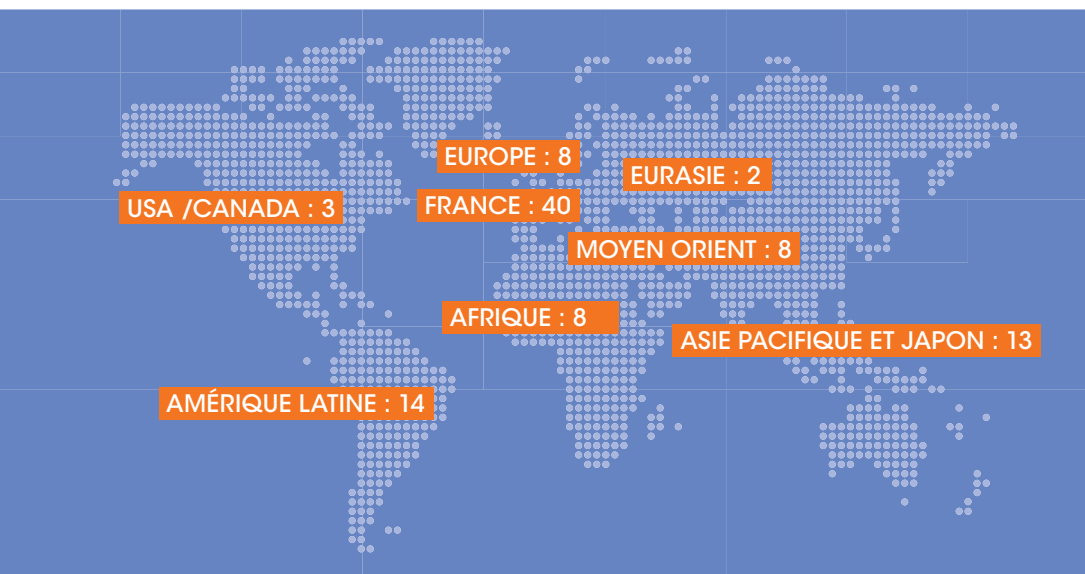 EUROPE : 8
EURASIE : 2
USA /CANADA : 3
FRANCE : 40
MOYEN ORIENT : 8
AFRIQUE : 8
ASIE PACIFIQUE ET JAPON : 13
AMÉRIQUE LATINE : 14